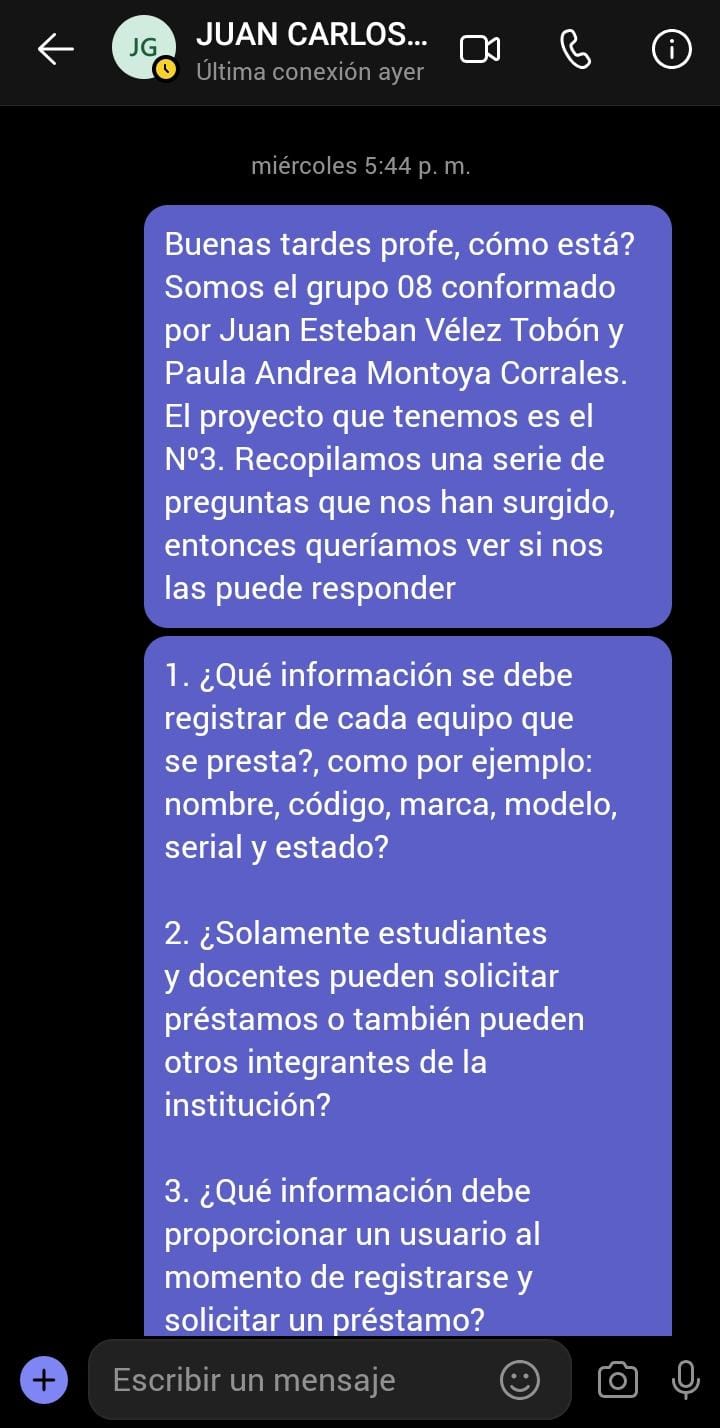 JG
JUAN CARLOS...
Última conexión ayer
miércoles 5:44 p. m.
Buenas tardes profe, cómo está?
Somos el grupo 08 conformado
por Juan Esteban Vélez Tobón y
Paula Andrea Montoya Corrales.
El proyecto que tenemos es el
Nº3. Recopilamos una serie de
preguntas que nos han surgido,
entonces queríamos ver si nos
las puede responder
1. ¿Qué información se debe
registrar de cada equipo que
se presta?, como por ejemplo:
nombre, código, marca, modelo,
serial y estado?
2. ¿Solamente estudiantes
y docentes pueden solicitar
préstamos o también pueden
otros integrantes de la
institución?
3. ¿Qué información debe
proporcionar un usuario al
momento de registrarse y
solicitar un préstamo?
Escribir un mensaje